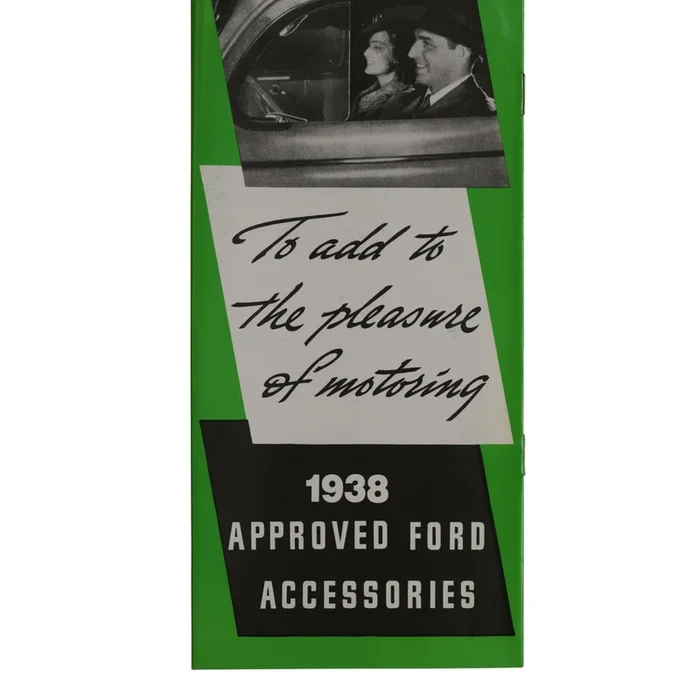 To add to
the pleasure
of motoring
1938
APPROVED FORD
ACCESSORIES